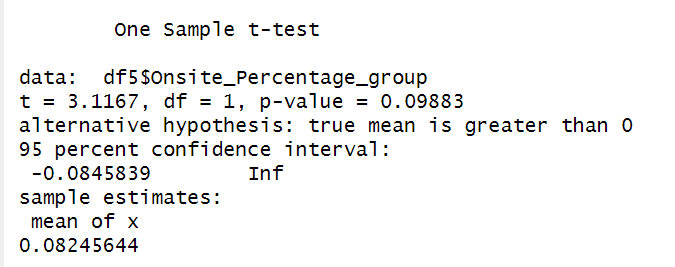 One Sample t-test
data: df5$Onsite_Percentage_group
t = 3.1167, df = 1, p-value = 0.09883
alternative hypothesis: true mean is greater than 0
95 percent confidence interval:
-0.0845839 Inf
sample estimates:
mean of x
0.08245644